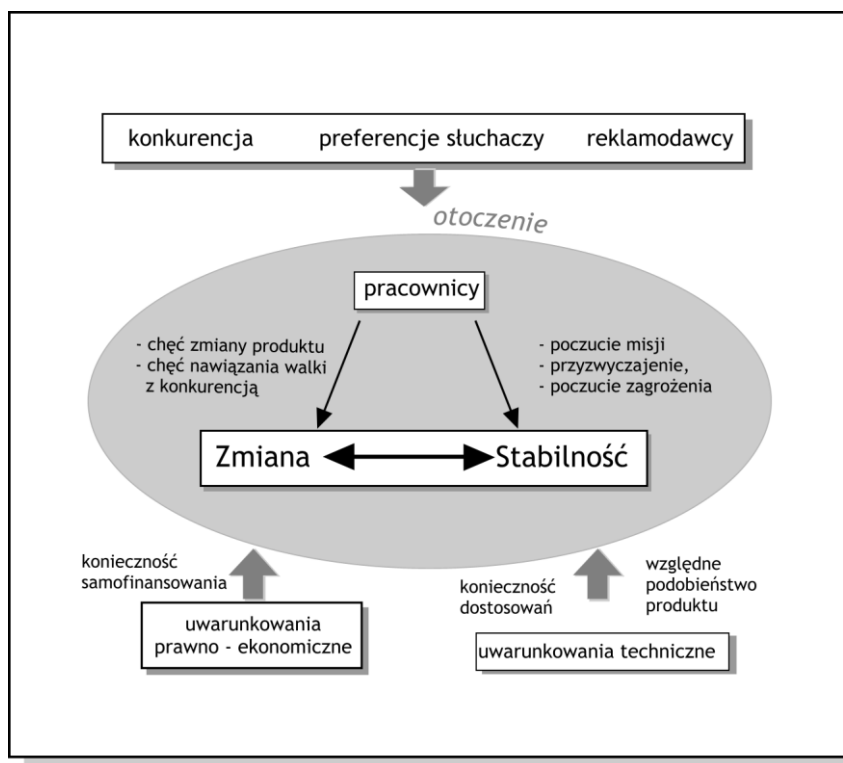 konkurencja preferencje słuchaczy reklamodawcy
otoczenie
pracownicy
- chęć zmiany produktu
- chęć nawiązania walki
z konkurencją
- poczucie misji
- przyzwyczajenie,
- poczucie zagrożenia
Zmiana Stabilność
konieczność
samofinansowania
uwarunkowania
prawno - ekonomiczne
konieczność
dostosowań
względne
podobieństwo
produktu
uwarunkowania techniczne